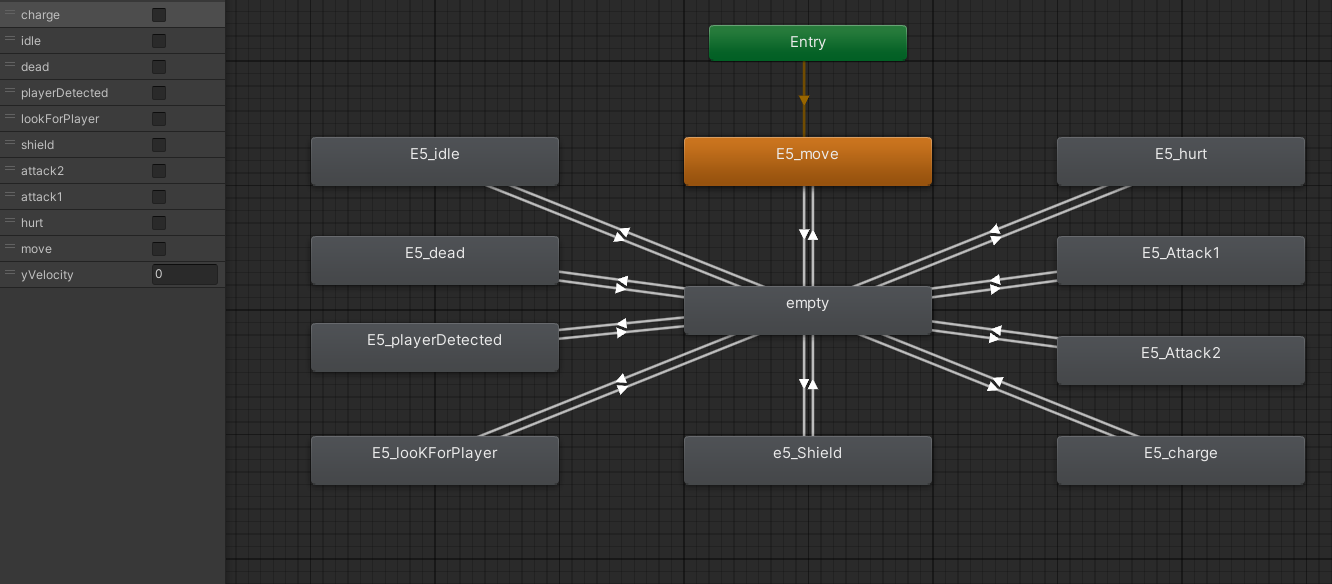 charge
idle
dead
playerDetected
lookForPlayer
shield
attack2
attack1
hurt
move
yVelocity 0
Entry
E5_idle
E5_move
E5_hurt
E5_dead
E5_Attack1
empty
E5_playerDetected
E5_Attack2
E5_looKForPlayer
e5_Shield
E5_charge